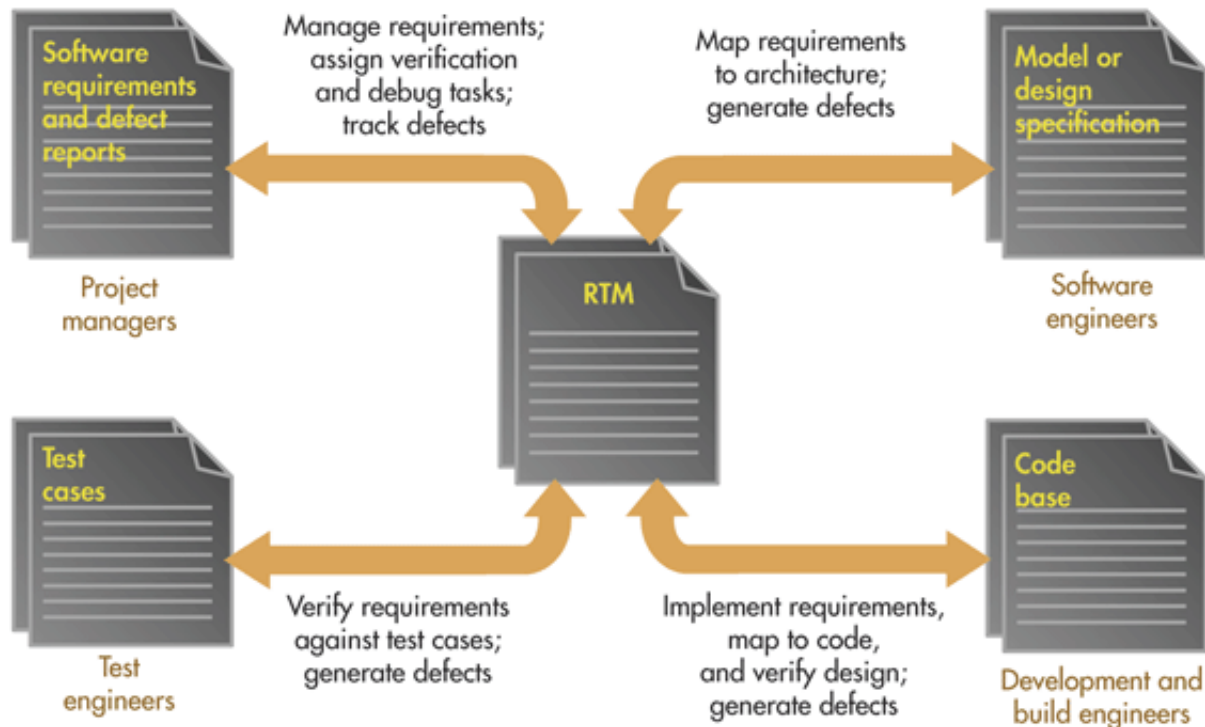 Software
requirements
and defect
reports
Project
managers
Manage requirements;
assign verification
and debug tasks;
track defects
Map requirements
to architecture;
generate defects
Model or
design
specification
Software
engineers
RTM
Test
cases
Test
engineers
Verify requirements
against test cases;
generate defects
Implement requirements,
map to code,
and verify design;
generate defects
Code
base
Development and
build engineers